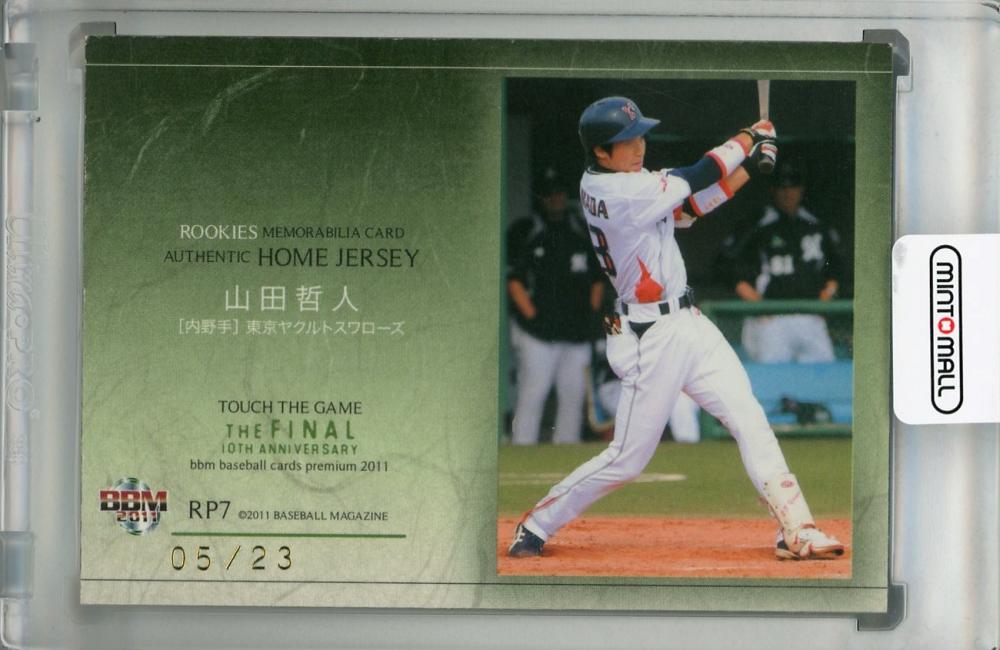 ROOKIES MEMORABILIA CARD
AUTHENTIC HOME JERSEY
山田哲人
[内野手] 東京ヤクルトスワローズ
TOUCH THE GAME
THE FINAL
10TH ANNIVERSARY
bbm baseball cards premium 2011
BBM
2011
RP7 ©2011 BASEBALL MAGAZINE
05/23
MINT MALL